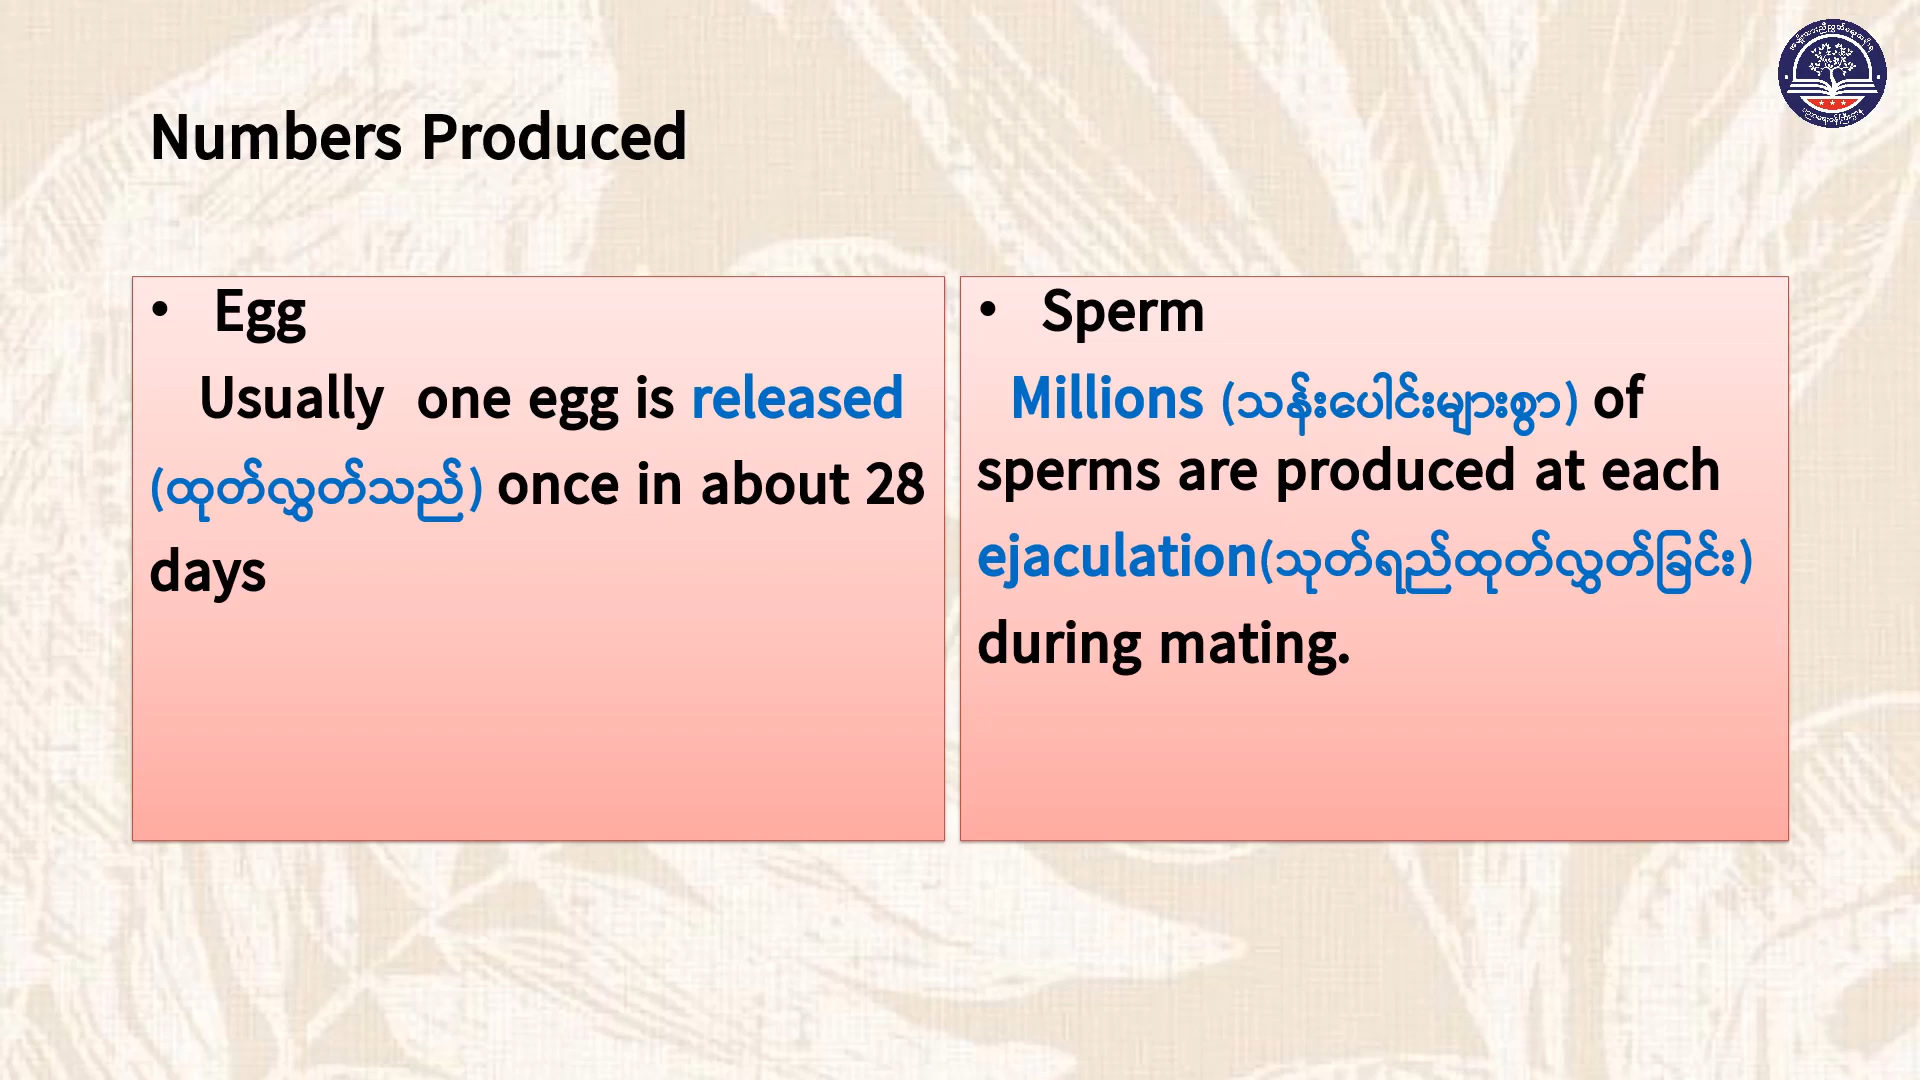 Numbers Produced
• Egg
Usually one egg is released
(ထုတ်လွှတ်သည်) once in about 28
days
• Sperm
Millions (သန်းပေါင်းများစွာ) of
sperms are produced at each
ejaculation(သုတ်ရည်ထုတ်လွှတ်ခြင်း)
during mating.